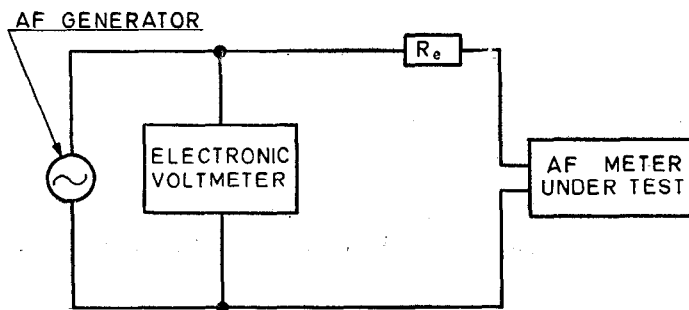 AF GENERATOR
Re
ELECTRONIC
VOLTMETER
AF METER
UNDER TEST